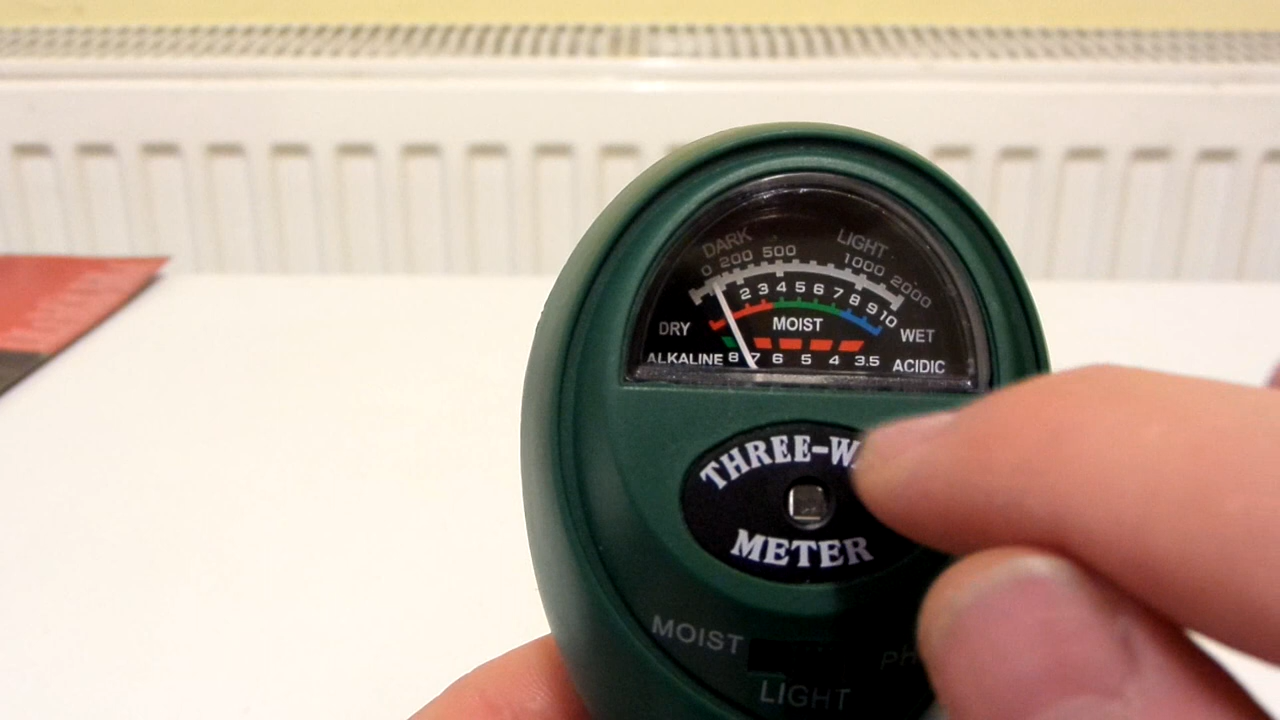 DARK LIGHT
0 200 500 1000 2000
2 3 4 5 6 7 8 9 10
DRY MOIST WET
ALKALINE 8 7 6 5 4 3.5 ACIDIC
THREE-W
METER
MOIST PH
LIGHT